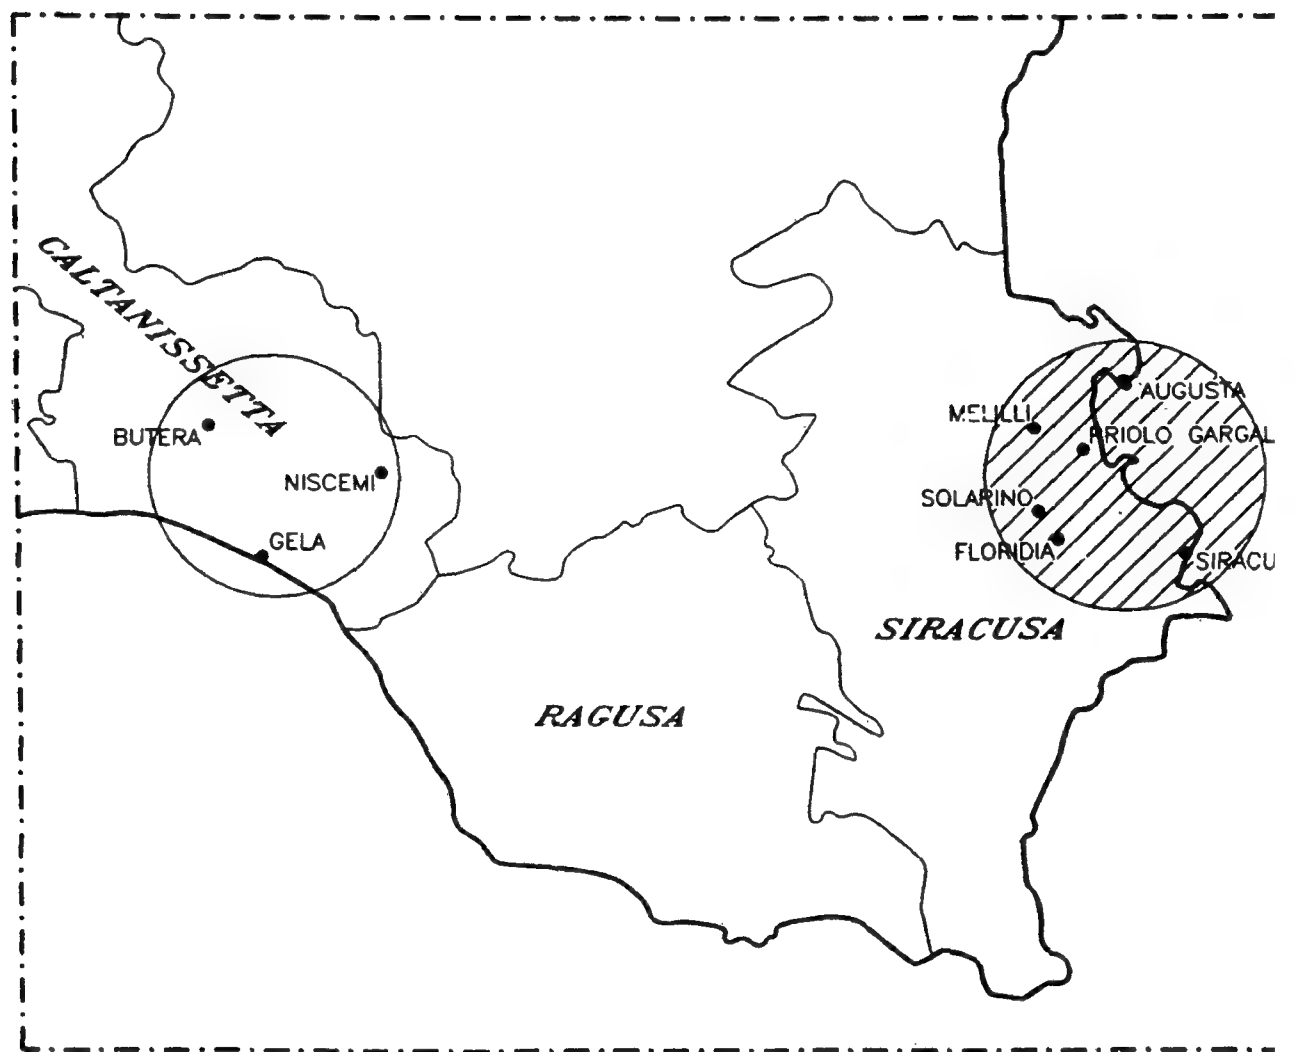 CALTANISSETTA
AUGUSTA
MELILLI
BUTERA
PRIOLO GARGAL
NISCEMI
SOLARINO
GELA
FLORIDIA
SIRACU
SIRACUSA
RAGUSA